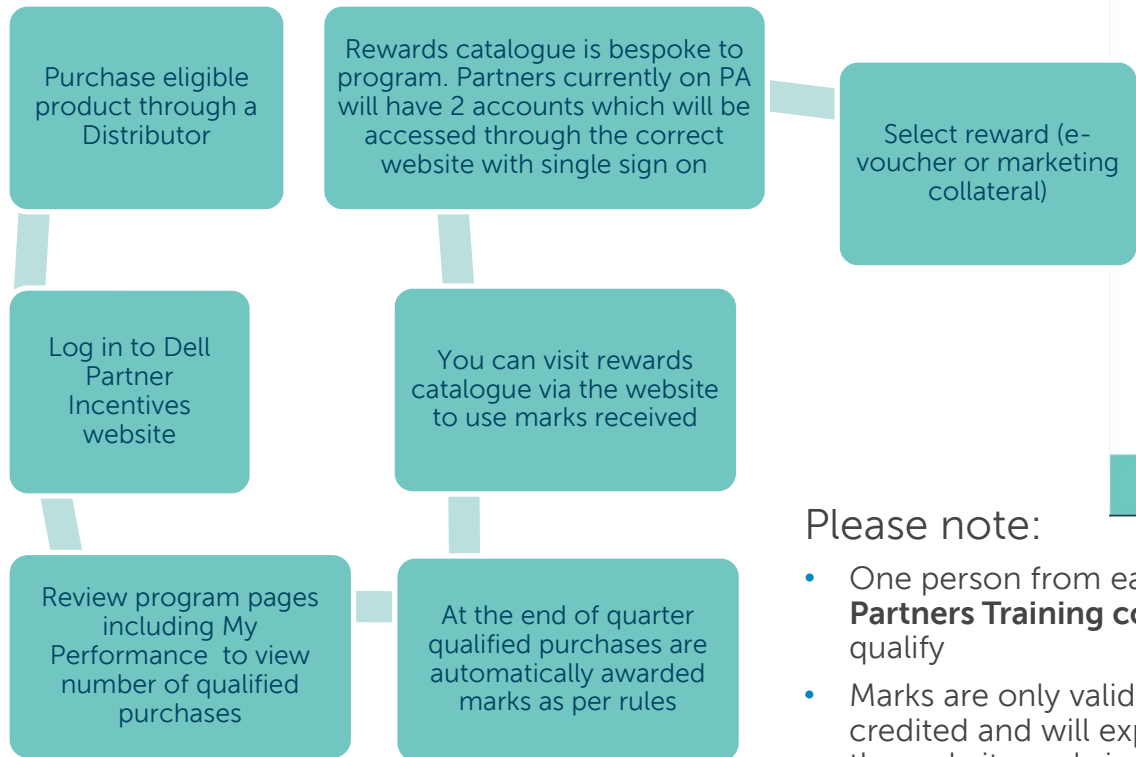 Purchase eligible
product through a
Distributor
Log in to Dell
Partner
Incentives
website
Review program pages
including My
Performance to view
number of qualified
purchases
At the end of quarter
qualified purchases are
automatically awarded
marks as per rules
You can visit rewards
catalogue via the website
to use marks received
Rewards catalogue is bespoke to
program. Partners currently on PA
will have 2 accounts which will be
accessed through the correct
website with single sign on
Select reward (e-
voucher or marketing
collateral)
Please note:
• One person from
Partners Training
qualify
• Marks are only valid
credited and will